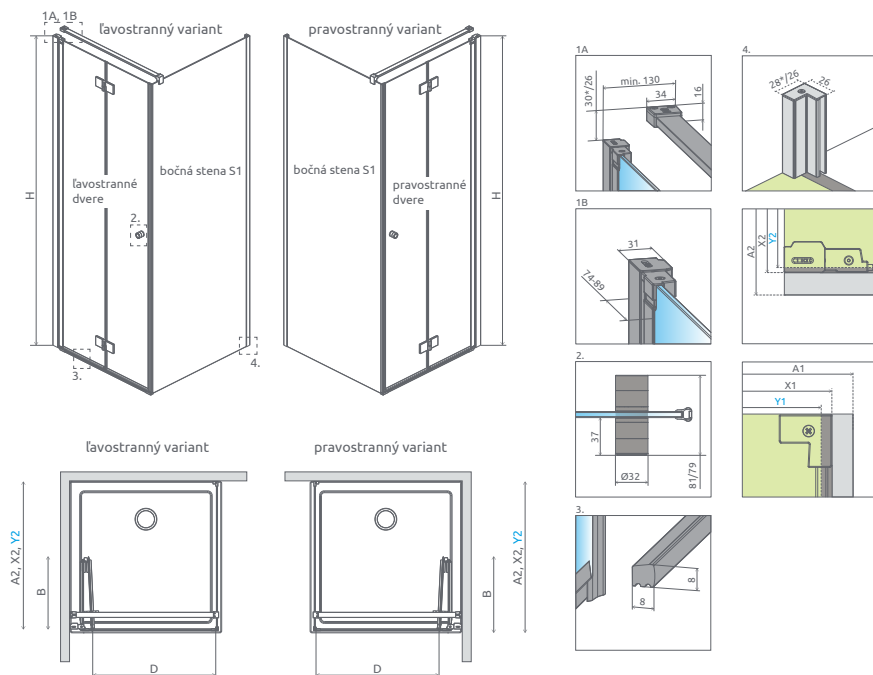 1A, 1B
ľavostranný variant
pravostranný variant
H
ľavostranné
dvere
bočná stena S1
2.
3.
4.
bočná stena S1
pravostranné
dvere
H
ľavostranný variant
pravostranný variant
A2, X2, Y2
B
D
A2, X2, Y2
B
D
1A
30*/26
min. 130
34
16
1B
31
74-89
2.
37
Ø32
81/79
3.
8
8
4.
28*/26
26
A2
X2
Y2
A1
X1
Y1